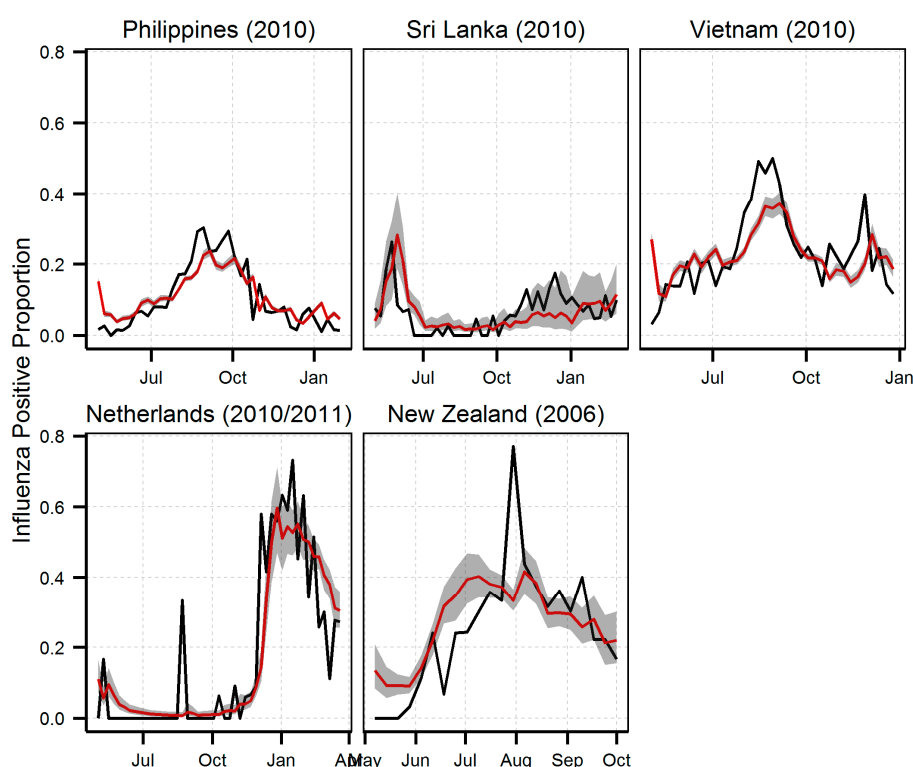 Philippines (2010) Sri Lanka (2010) Vietnam (2010)
0.8
0.6
0.4
0.2
0.0
Jul Oct Jan Jul Oct Jan Jul Oct Jan
Influenza Positive Proportion
Netherlands (2010/2011) New Zealand (2006)
0.8
0.6
0.4
0.2
0.0
Jul Oct Jan Apr May Jun Jul Aug Sep Oct